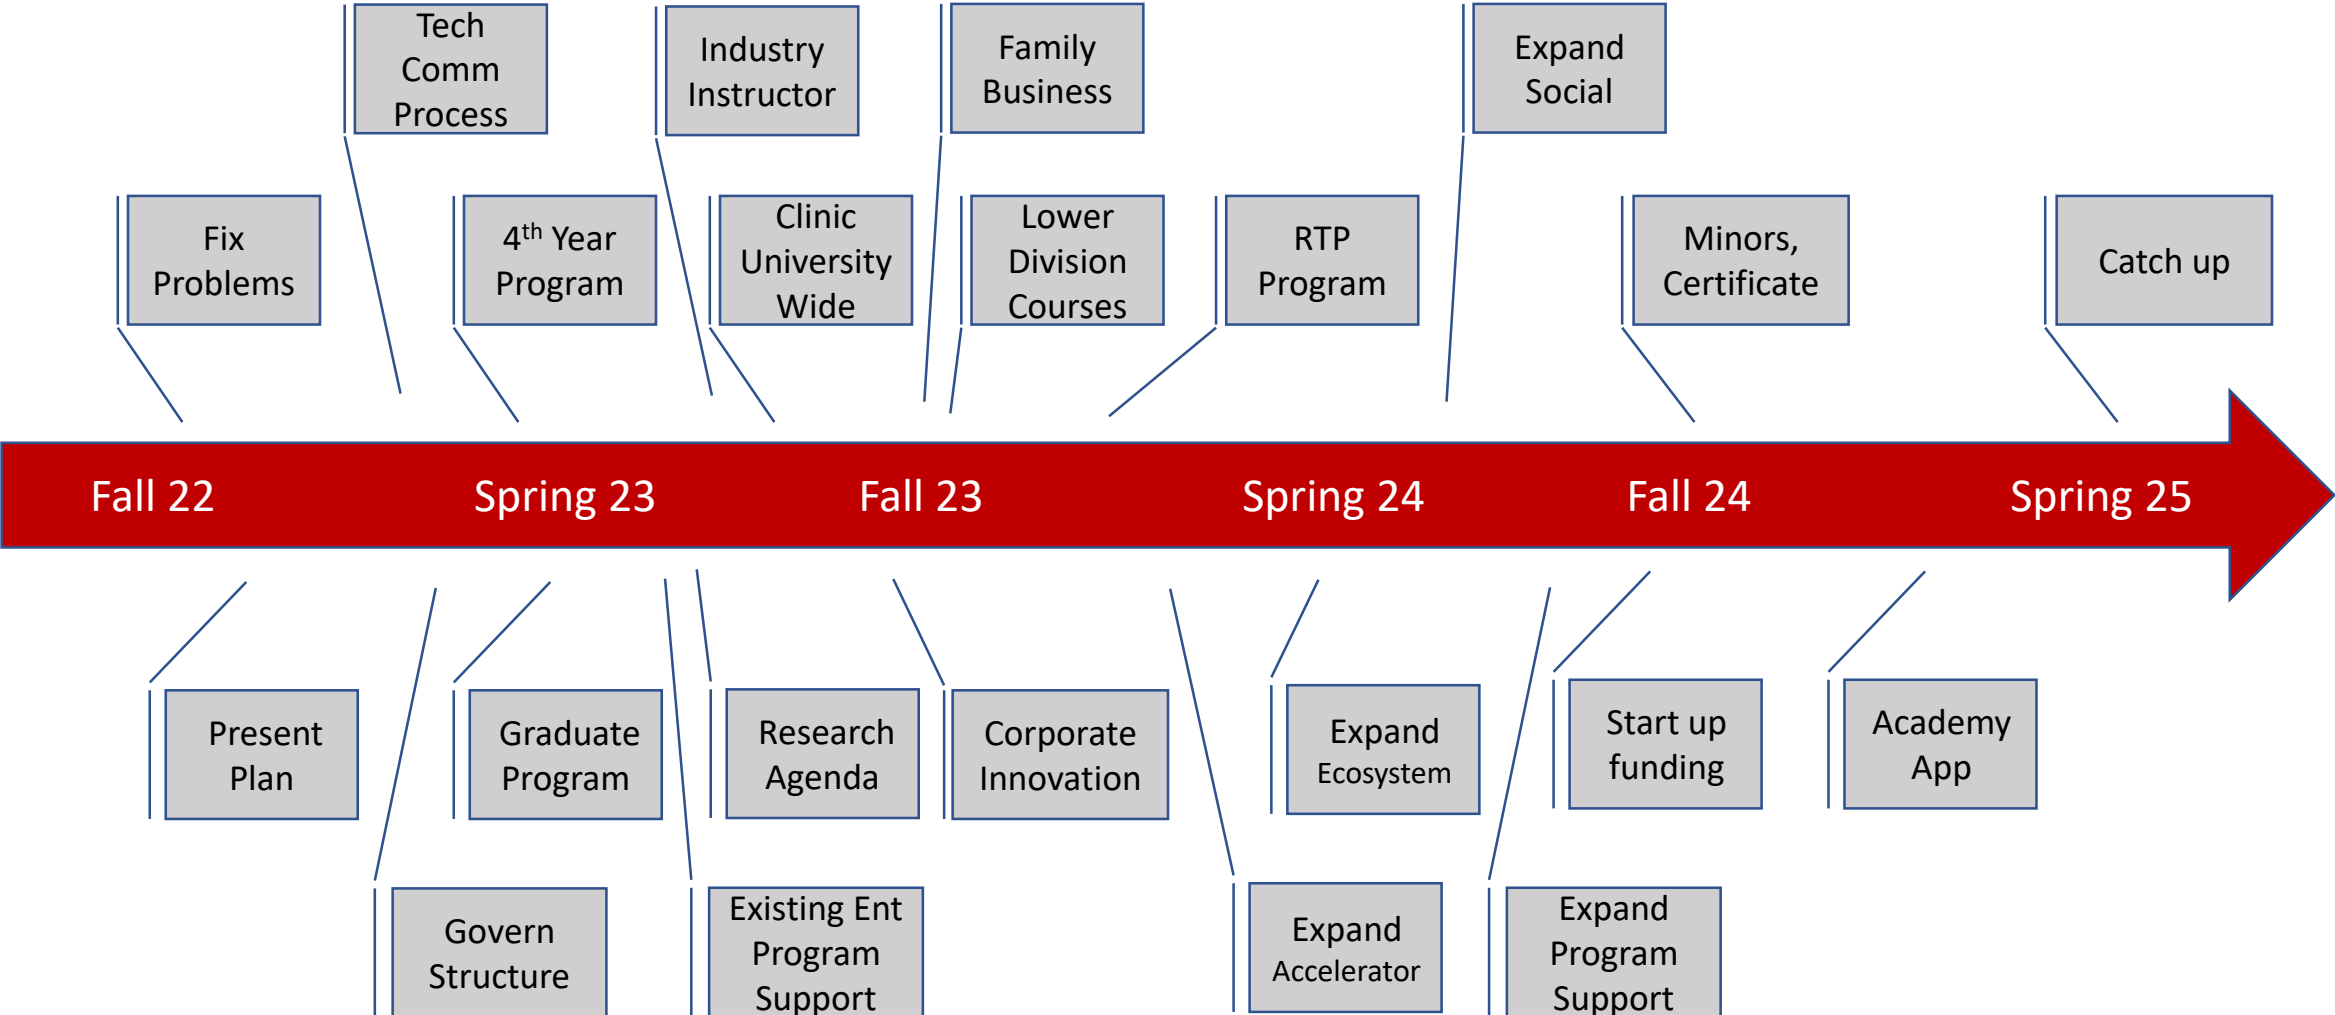 Tech
Comm
Process
Industry
Instructor
Family
Business
Expand
Social
Fix
Problems
4th Year
Program
Clinic
University
Wide
Lower
Division
Courses
RTP
Program
Minors,
Certificate
Catch up
Fall 22
Spring 23
Fall 23
Spring 24
Fall 24
Spring 25
Present
Plan
Graduate
Program
Research
Agenda
Corporate
Innovation
Expand
Ecosystem
Start up
funding
Academy
App
Govern
Structure
Existing Ent
Program
Support
Expand
Accelerator
Expand
Program
Support